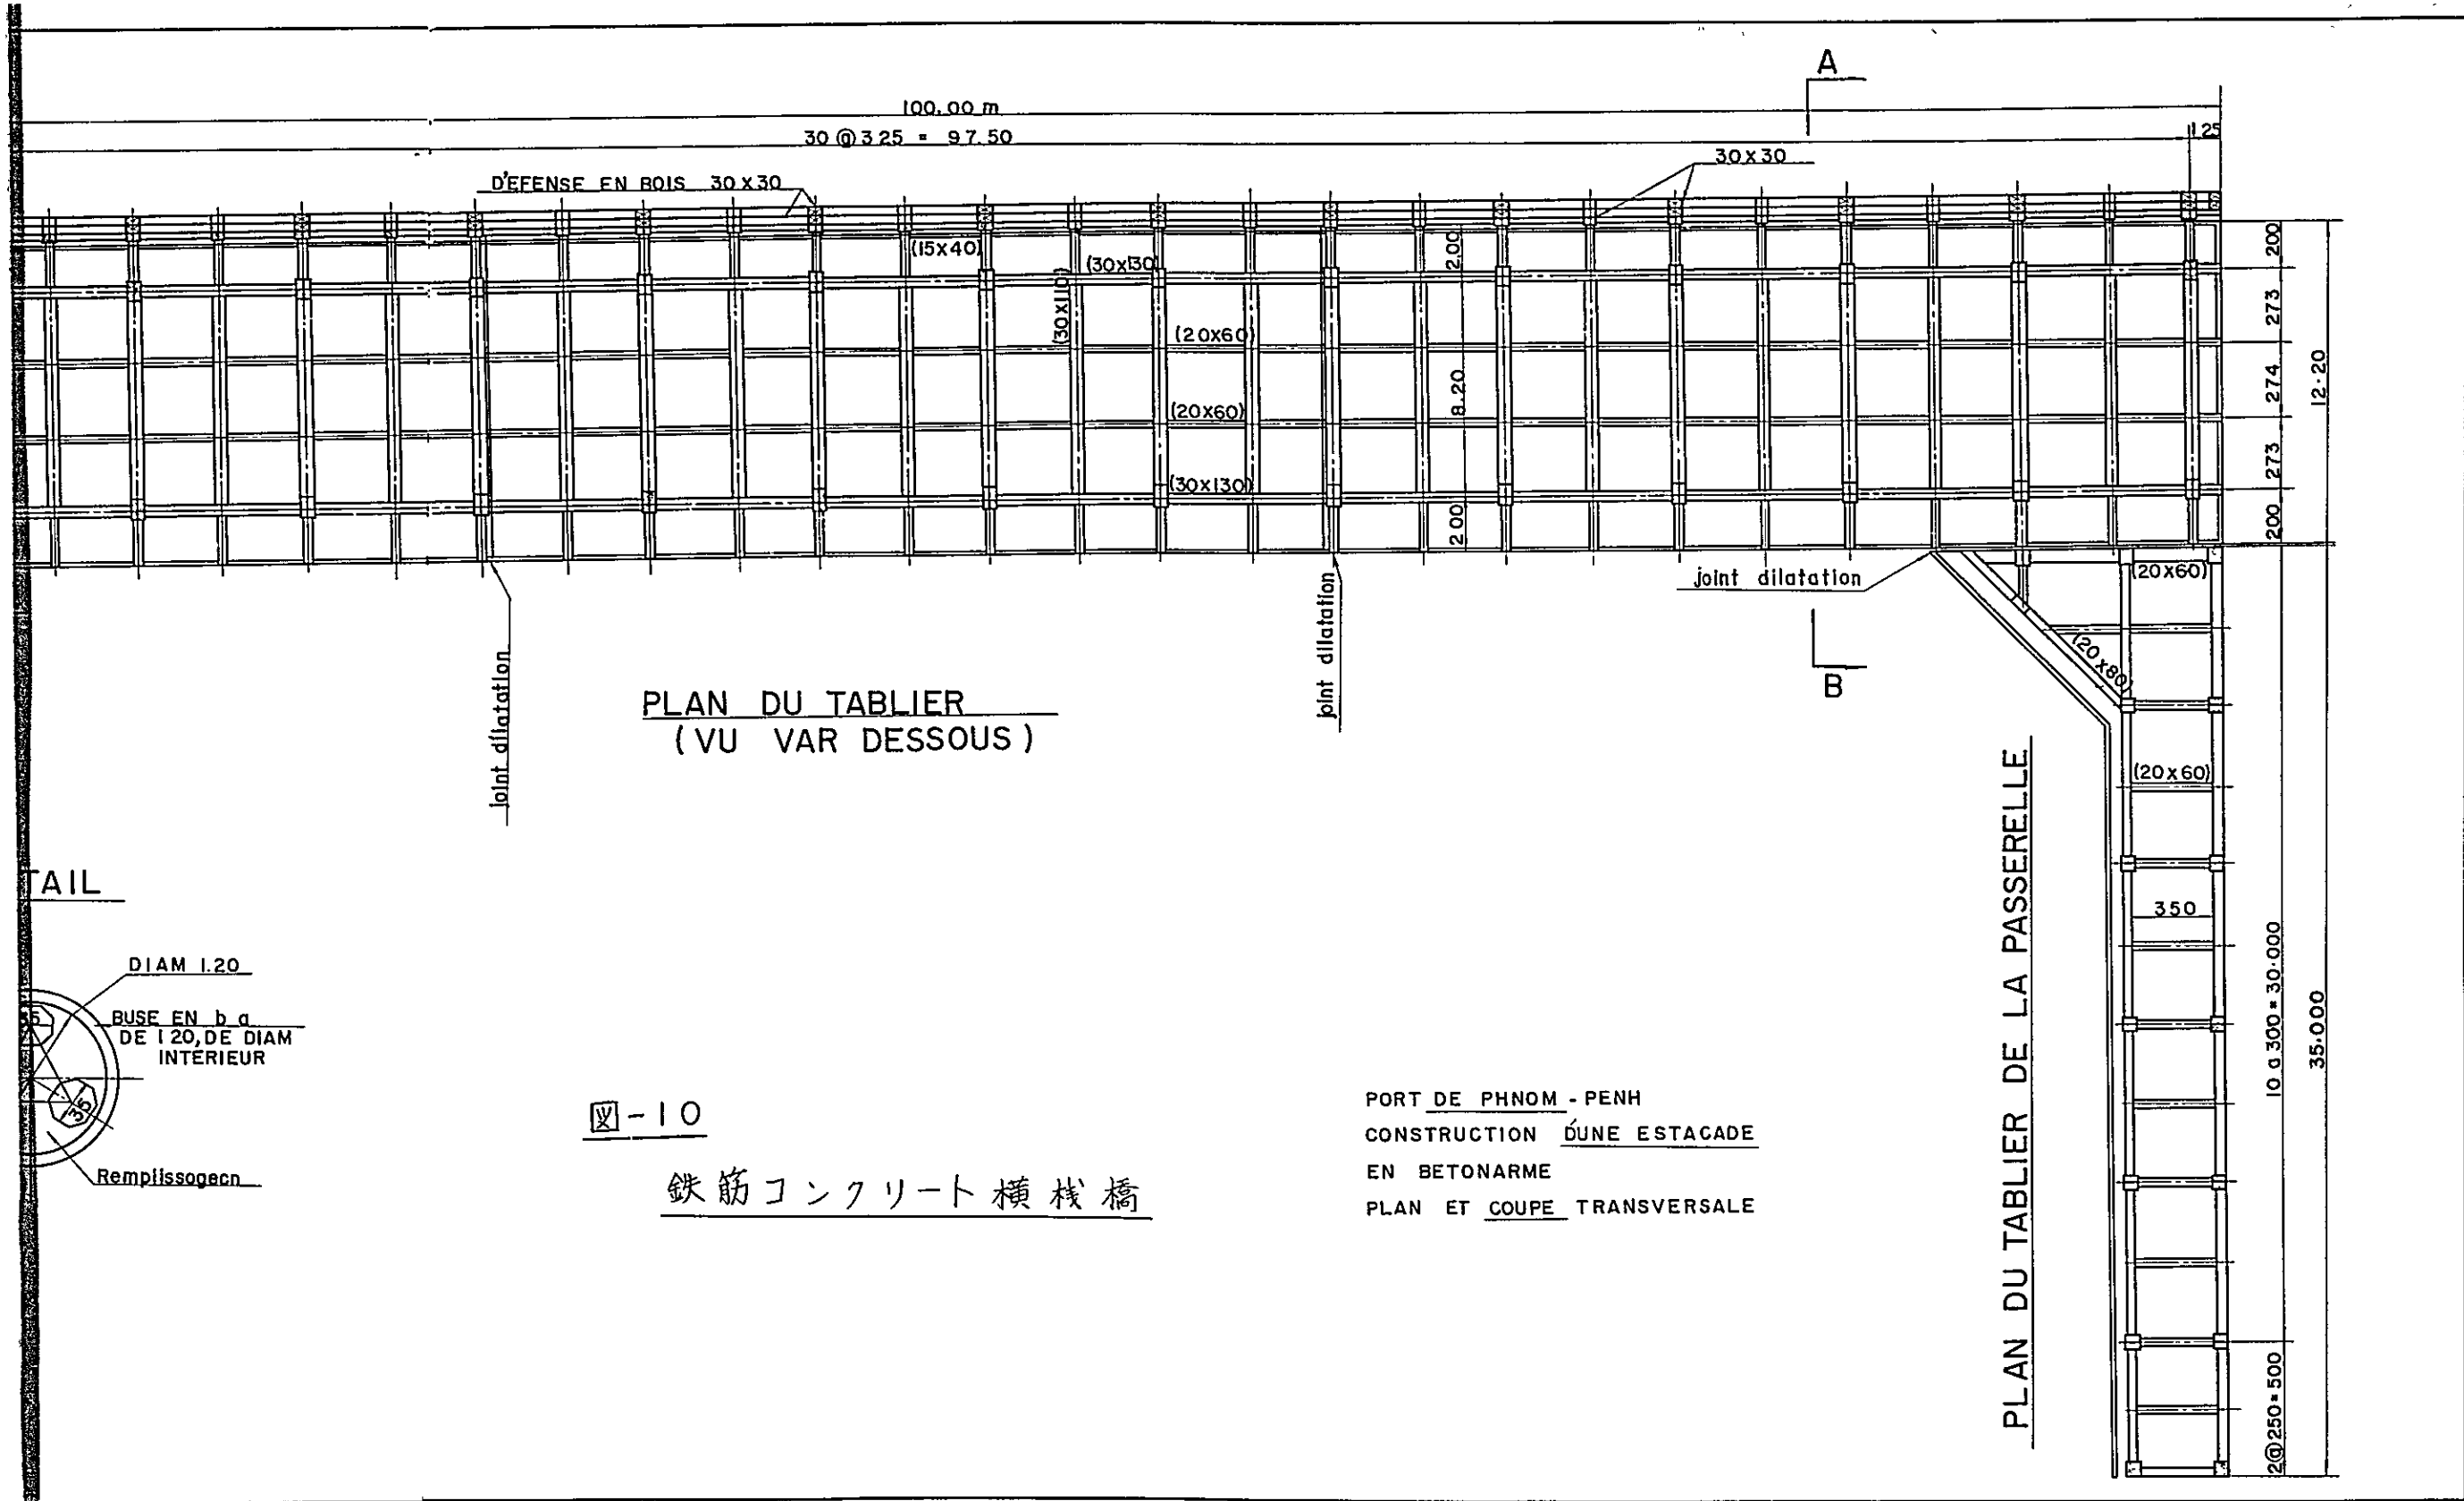 A
100.00 m
30 @ 3.25 = 97.50
1 25
D'EFENSE EN BOIS 30 x 30
30 x 30
(15x40)
(30x130)
(30x110)
(20x60)
(20x60)
(30x130)
2.00
8.20
2.00
200
273
274
273
200
12.20
joint dilatation
joint dilatation
joint dilatation
(20x60)
(20x80)
(20x60)
350
B
PLAN DU TABLIER
(VU VAR DESSOUS)
PLAN DU TABLIER DE LA PASSERELLE
10 a 300 = 30.000
35.000
2@250=500
TAIL
DIAM 1.20
BUSE EN b a
DE 1 20, DE DIAM
INTERIEUR
35
Remplissogecn
図-10
鉄筋コンクリート横桟橋
PORT DE PHNOM - PENH
CONSTRUCTION D'UNE ESTACADE
EN BETONARME
PLAN ET COUPE TRANSVERSALE